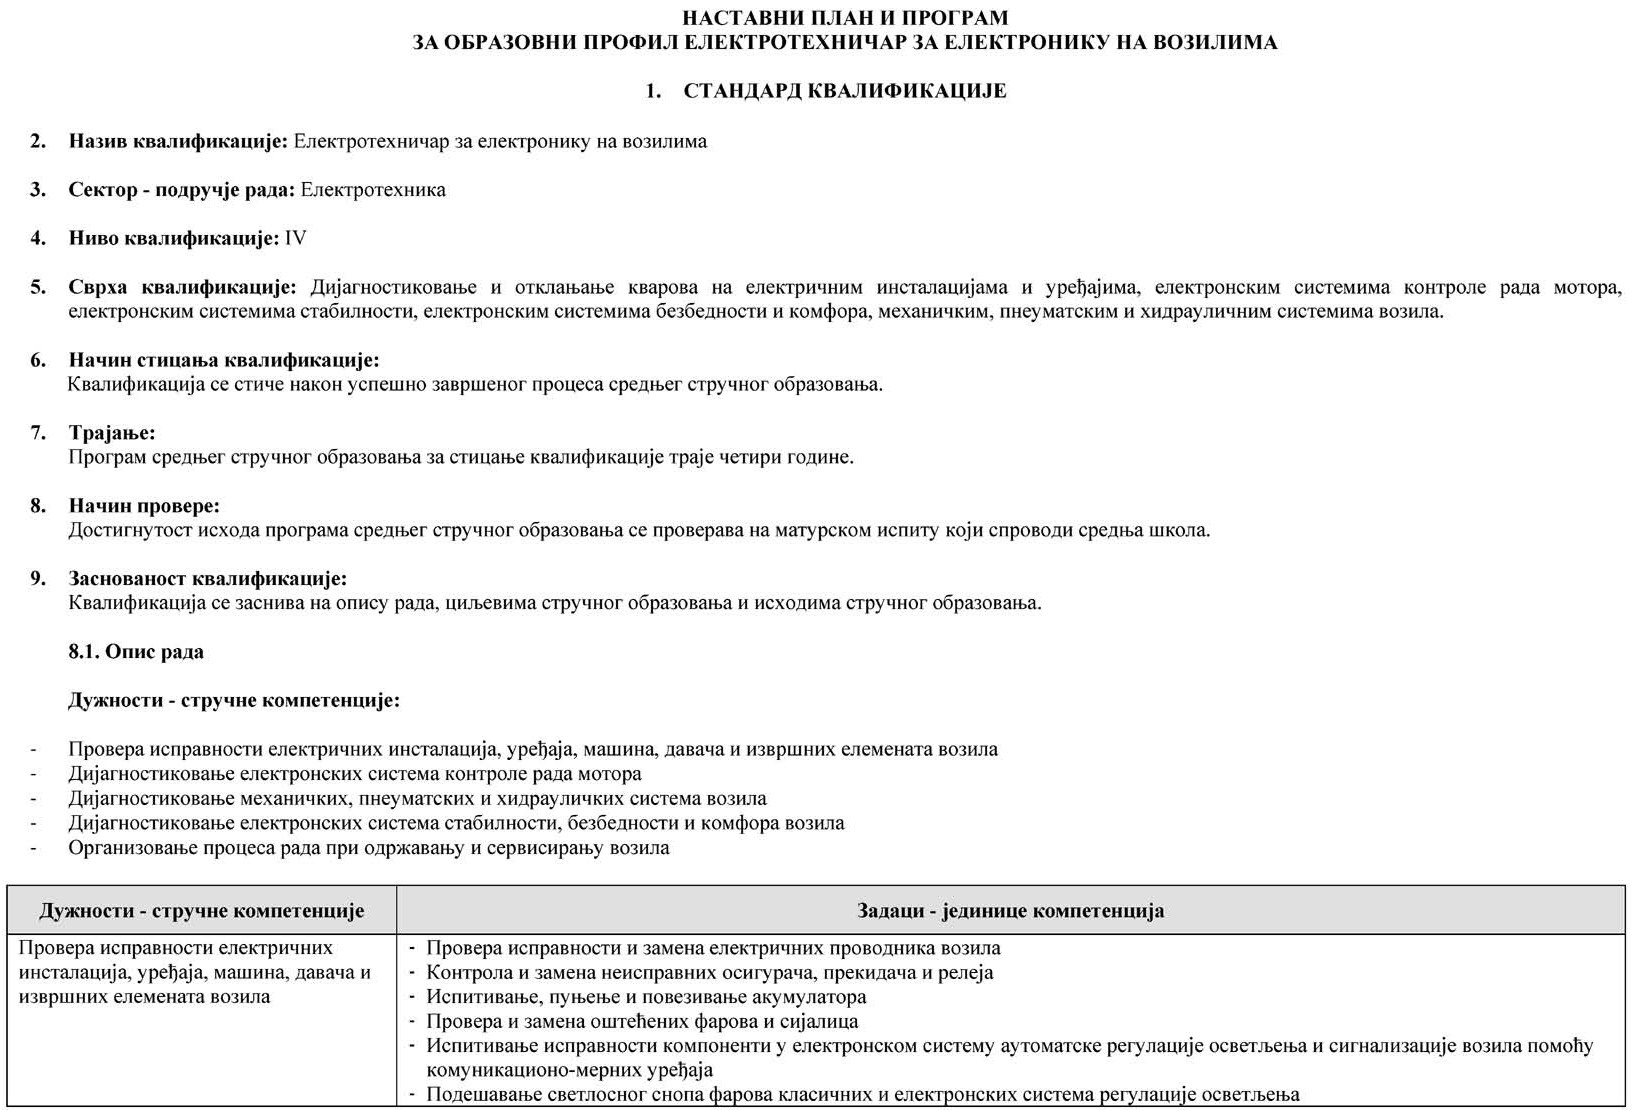 НАСТАВНИ ПЛАН И ПРОГРАМ
ЗА ОБРАЗОВНИ ПРОФИЛ ЕЛЕКТРОТЕХНИЧАР ЗА ЕЛЕКТРОНИКУ НА ВОЗИЛИМА
1. СТАНДАРД КВАЛИФИКАЦИЈЕ
2. Назив квалификације: Електротехничар за електронику на возилима
3. Сектор - подручје рада: Електротехника
4. Ниво квалификације: IV
5. Сврха квалификације: Дијагностиковање и отклањање кварова на електричним инсталацијама и уређајима, електронским системима контроле рада мотора,
електронским системима стабилности, електронским системима безбедности и комфора, механичким, пнеуматским и хидрауличним системима возила.
6. Начин стицања квалификације:
Квалификација се стиче након успешно завршеног процеса средњег стручног образовања.
7. Трајање:
Програм средњег стручног образовања за стицање квалификације траје четири године.
8. Начин провере:
Достигнутост исхода програма средњег стручног образовања се проверава на матурском испиту који спроводи средња школа.
9. Заснованост квалификације:
Квалификација се заснива на опису рада, циљевима стручног образовања и исходима стручног образовања.
8.1. Опис рада
Дужности - стручне компетенције:
- Провера исправности електричних инсталација, уређаја, машина, давача и извршних елемената возила
- Дијагностиковање електронских система контроле рада мотора
- Дијагностиковање механичких, пнеуматских и хидрауличких система возила
- Дијагностиковање електронских система стабилности, безбедности и комфора возила
- Организовање процеса рада при одржавању и сервисирању возила
Дужности - стручне компетенције
Задаци - јединице компетенција
Провера исправности електричних
инсталација, уређаја, машина, давача и
извршних елемената возила
- Провера исправности и замена електричних проводника возила
- Контрола и замена неисправних осигурача, прекидача и релеја
- Испитивање, пуњење и повезивање акумулатора
- Провера и замена оштећених фарова и сијалица
- Испитивање исправности компоненти у електронском систему аутоматске регулације осветљења и сигнализације возила помоћу
комуникационо-мерних уређаја
- Подешавање светлосног снопа фарова класичних и електронских система регулације осветљења